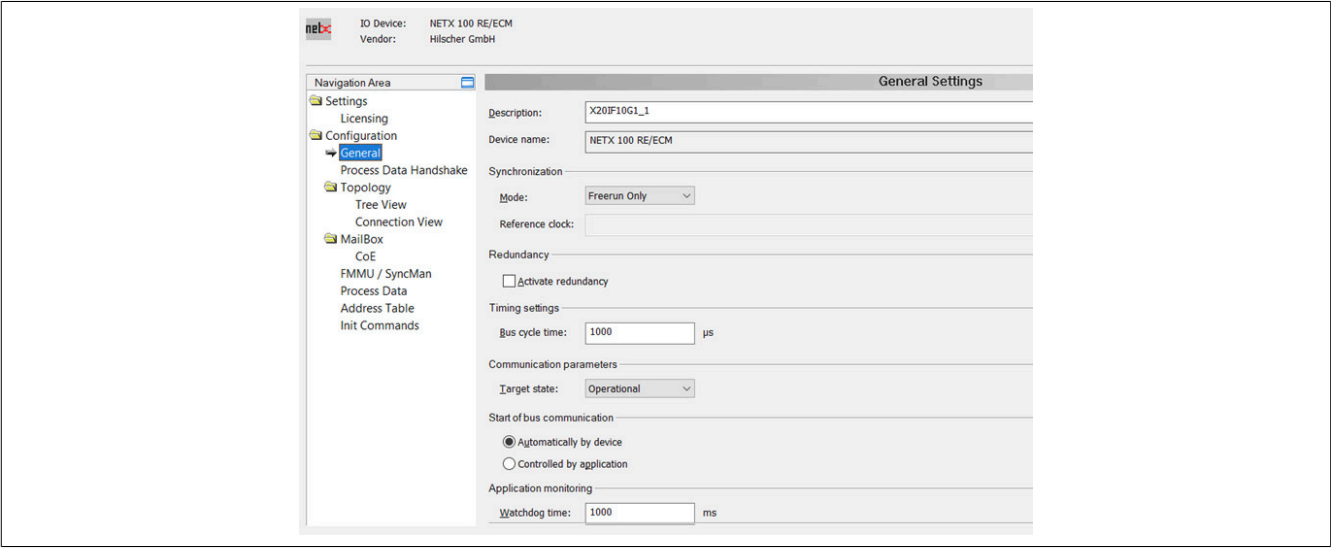 netx
IO Device: NETX 100 RE/ECM
Vendor: Hilscher GmbH
Navigation Area
Settings
Licensing
Configuration
General
Process Data Handshake
Topology
Tree View
Connection View
MailBox
CoE
FMMU / SyncMan
Process Data
Address Table
Init Commands
General Settings
Description: X20IF10G1_1
Device name: NETX 100 RE/ECM
Synchronization
Mode: Freerun Only
Reference clock:
Redundancy
Activate redundancy
Timing settings
Bus cycle time: 1000 µs
Communication parameters
Target state: Operational
Start of bus communication
Automatically by device
Controlled by application
Application monitoring
Watchdog time: 1000 ms